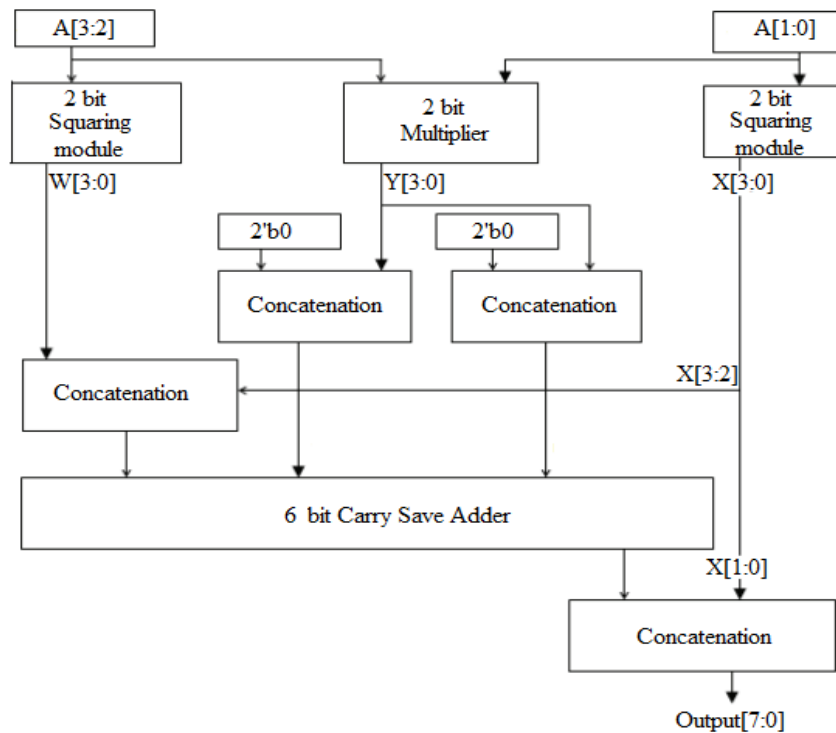 A[3:2]
A[1:0]
2 bit
Squaring
module
2 bit
Multiplier
2 bit
Squaring
module
W[3:0]
Y[3:0]
X[3:0]
2'b0
2'b0
Concatenation
Concatenation
Concatenation
X[3:2]
6 bit Carry Save Adder
X[1:0]
Concatenation
Output[7:0]